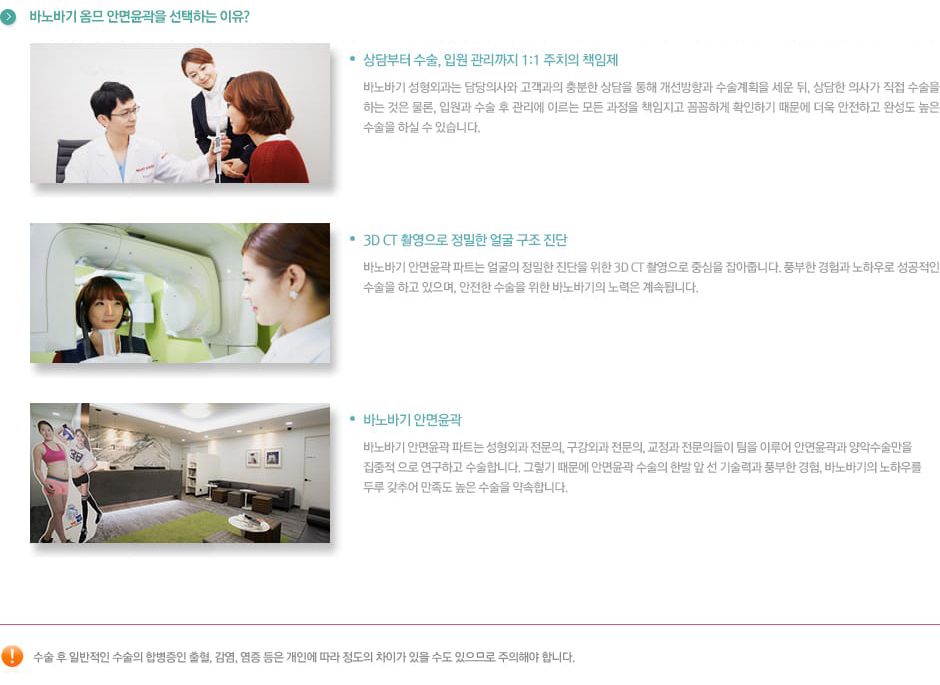 바노바기 옴므 안면윤곽을 선택하는 이유?
상담부터 수술, 입원 관리까지 1:1 주치의 책임제
바노바기 성형외과는 담당의사와 고객과의 충분한 상담을 통해 개선방향과 수술계획을 세운 뒤, 상담한 의사가 직접 수술을
하는 것은 물론, 입원과 수술 후 관리에 이르는 모든 과정을 책임지고 꼼꼼하게 확인하기 때문에 더욱 안전하고 완성도 높은
수술을 하실 수 있습니다.
3D CT 촬영으로 정밀한 얼굴 구조 진단
바노바기 안면윤곽 파트는 얼굴의 정밀한 진단을 위한 3D CT 촬영으로 중심을 잡아줍니다. 풍부한 경험과 노하우로 성공적인
수술을 하고 있으며, 안전한 수술을 위한 바노바기의 노력은 계속됩니다.
바노바기 안면윤곽
바노바기 안면윤곽 파트는 성형외과 전문의, 구강외과 전문의, 교정과 전문의들이 팀을 이루어 안면윤곽과 양악수술만을
집중적 으로 연구하고 수술합니다. 그렇기 때문에 안면윤곽 수술의 한발 앞 선 기술력과 풍부한 경험, 바노바기의 노하우를
두루 갖추어 만족도 높은 수술을 약속합니다.
수술 후 일반적인 수술의 합병증인 출혈, 감염, 염증 등은 개인에 따라 정도의 차이가 있을 수도 있으므로 주의해야 합니다.